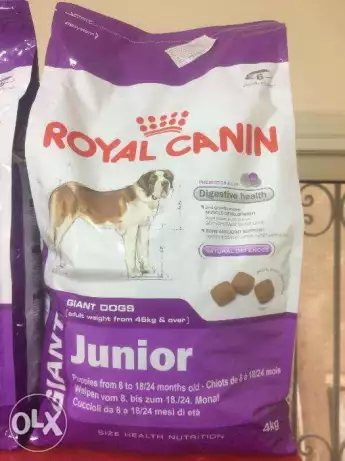 ROYAL CANIN
Digestive health
NATURAL DEFENCES
GIANT DOGS
[adult weight from 45kg & over]
GIANT
Junior
Puppies from 8 to 18/24 months old - Chiots de 8 à 18/24 mois
Welpen vom 8. bis zum 18./24. Monat
Cuccioli da 8 a 18/24 mesi di età
4kg
SIZE HEALTH NUTRITION
OLX